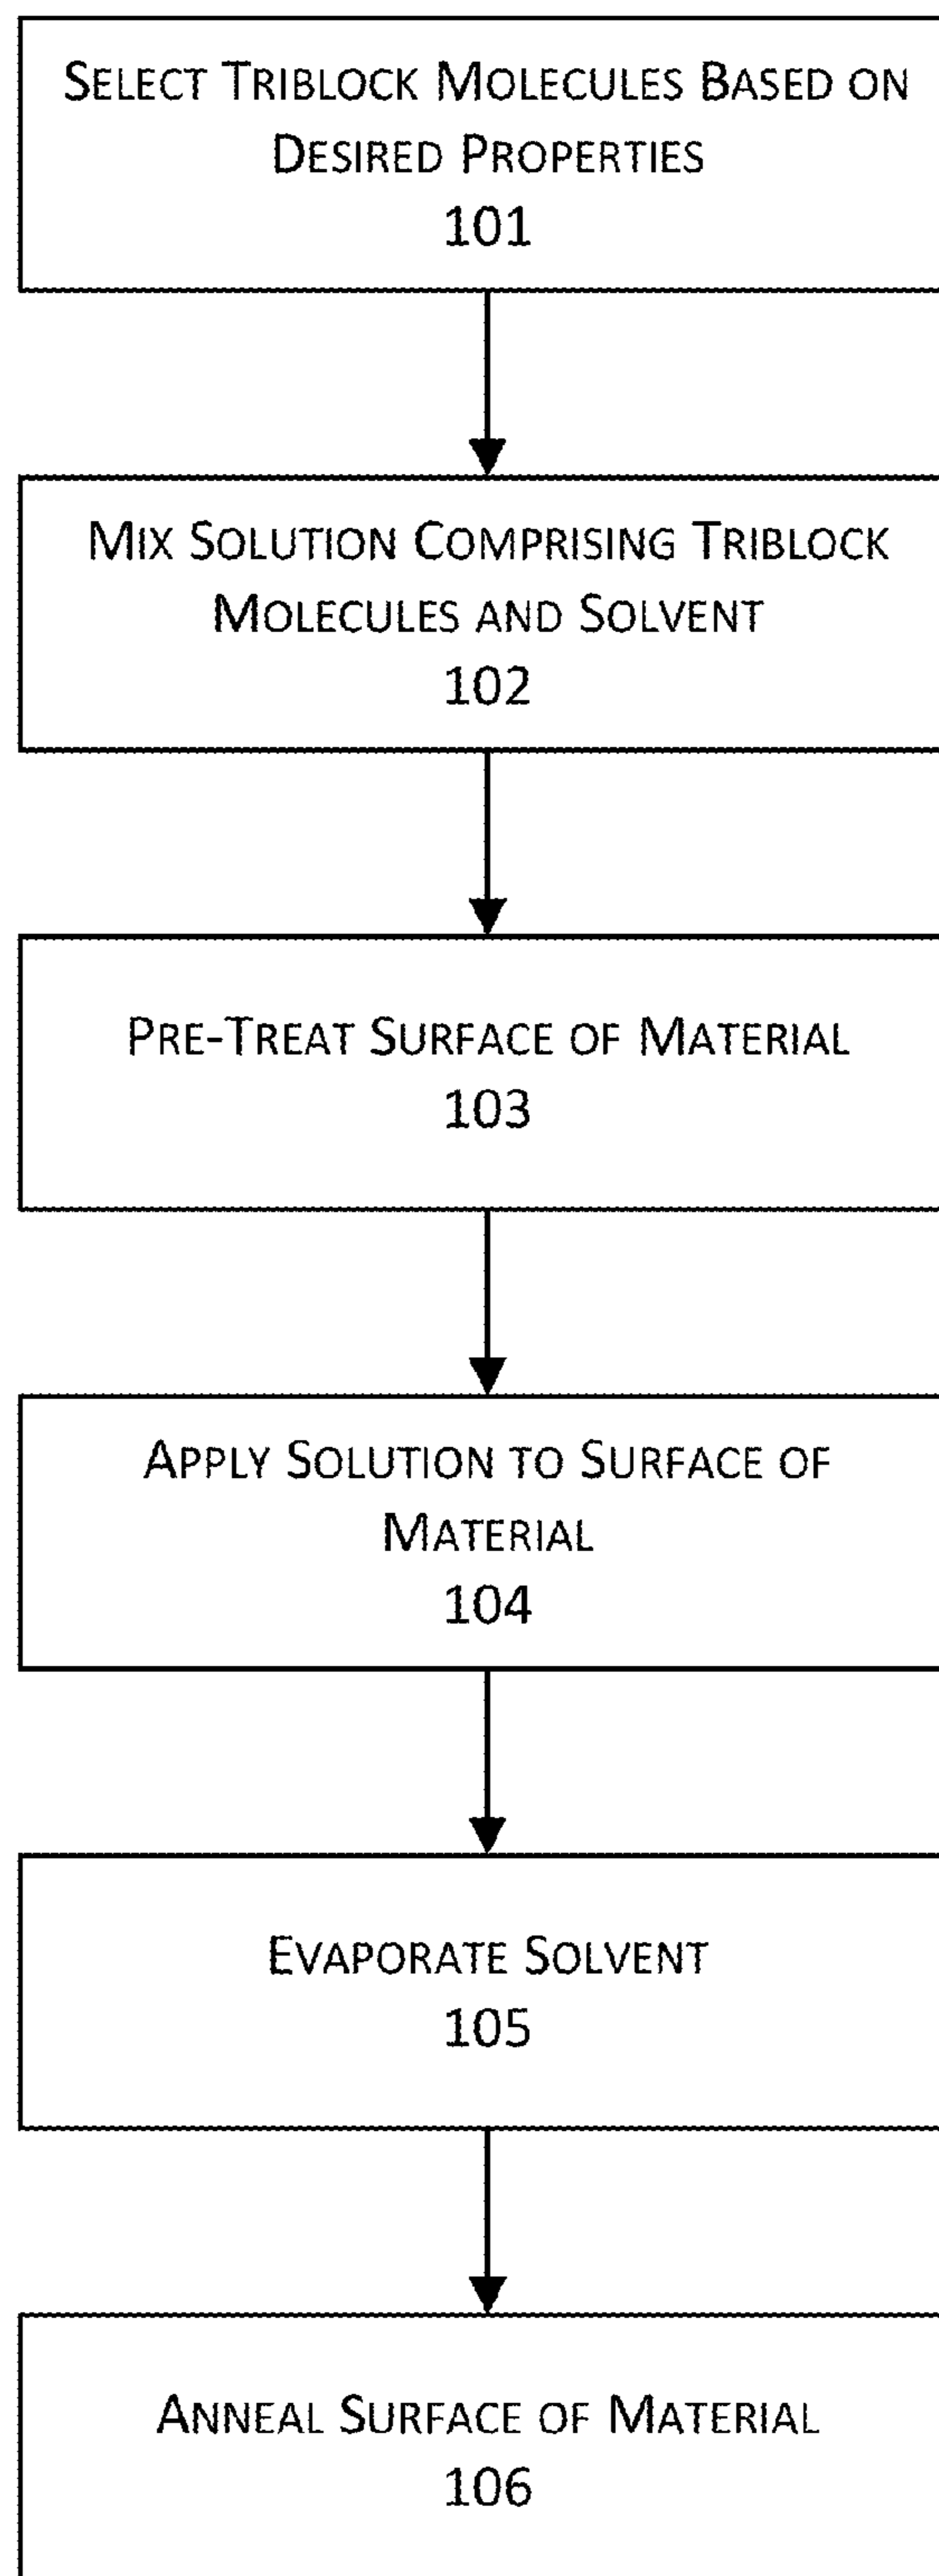 SELECT TRIBLOCK MOLECULES BASED ON
DESIRED PROPERTIES
101
MIX SOLUTION COMPRISING TRIBLOCK
MOLECULES AND SOLVENT
102
PRE-TREAT SURFACE OF MATERIAL
103
APPLY SOLUTION TO SURFACE OF
MATERIAL
104
EVAPORATE SOLVENT
105
ANNEAL SURFACE OF MATERIAL
106